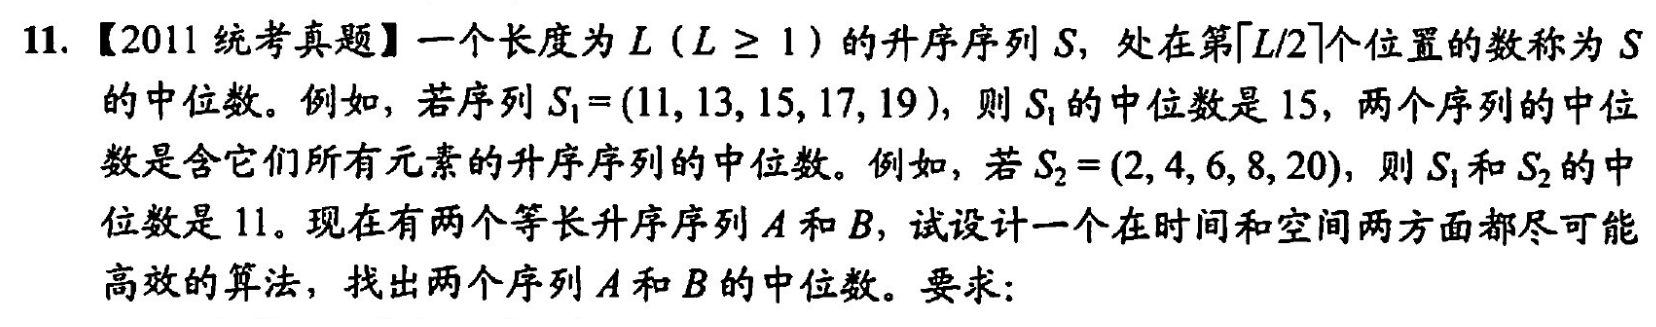 11.【2011 统考真题】一个长度为 L（L ≥ 1）的升序序列 S，处在第⌈L/2⌉个位置的数称为 S
的中位数。例如，若序列 S₁ = (11, 13, 15, 17, 19 )，则 S₁ 的中位数是 15，两个序列的中位
数是含它们所有元素的升序序列的中位数。例如，若 S₂ = (2, 4, 6, 8, 20)，则 S₁ 和 S₂ 的中
位数是 11。现在有两个等长升序序列 A 和 B，试设计一个在时间和空间两方面都尽可能
高效的算法，找出两个序列 A 和 B 的中位数。要求：